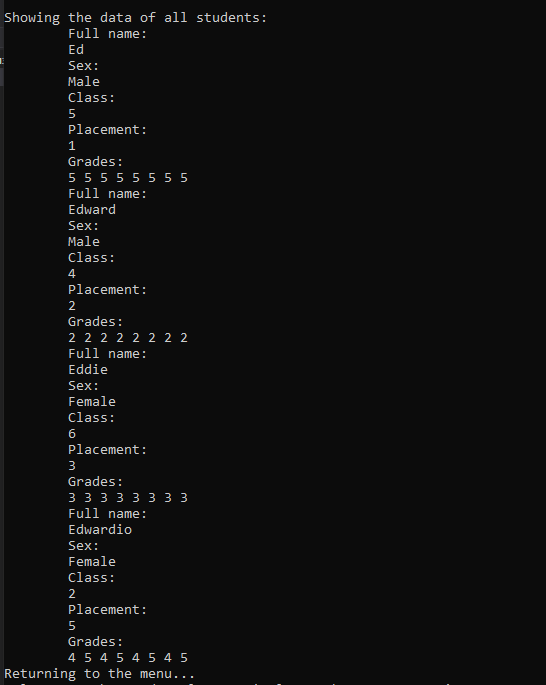 Showing the data of all students:
Full name:
Ed
Sex:
Male
Class:
5
Placement:
1
Grades:
5 5 5 5 5 5 5 5
Full name:
Edward
Sex:
Male
Class:
4
Placement:
2
Grades:
2 2 2 2 2 2 2 2
Full name:
Eddie
Sex:
Female
Class:
6
Placement:
3
Grades:
3 3 3 3 3 3 3 3
Full name:
Edwardio
Sex:
Female
Class:
2
Placement:
5
Grades:
4 5 4 5 4 5 4 5
Returning to the menu...